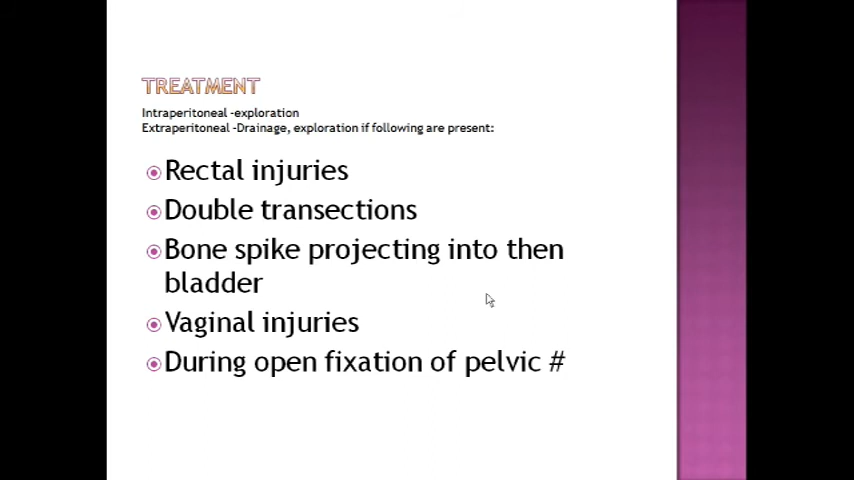 TREATMENT
Intraperitoneal -exploration
Extraperitoneal -Drainage, exploration if following are present:
Rectal injuries
Double transections
Bone spike projecting into then
bladder
Vaginal injuries
During open fixation of pelvic #